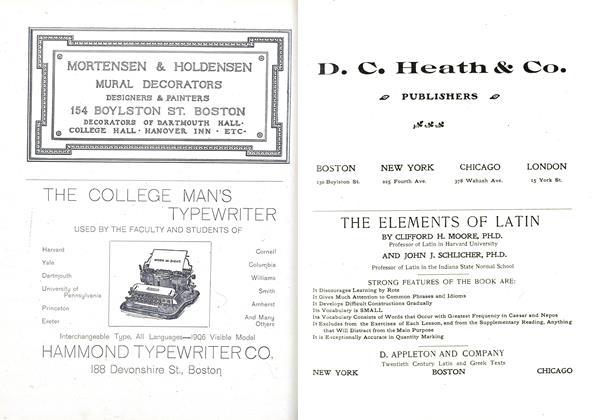 MORTENSEN & HOLDENSEN
MURAL DECORATORS
DESIGNERS & PAINTERS
154 BOYLSTON ST. BOSTON
DECORATORS OF DARTMOUTH HALL·
COLLEGE HALL · HANOVER INN · ETC·
THE COLLEGE MAN'S
TYPEWRITER
USED BY THE FACULTY AND STUDENTS OF
Harvard
Yale
Dartmouth
University of
Pennsylvania
Princeton
Exeter
Cornell
Columbia
Williams
Smith
Amherst
And Many
Others
Interchangeable Type, All Languages—1906 Visible Model
HAMMOND TYPEWRITER CO.
188 Devonshire St., Boston
D. C. Heath & Co.
PUBLISHERS
BOSTON NEW YORK CHICAGO LONDON
120 Boylston St. 225 Fourth Ave. 378 Wabash Ave. 15 York St.
THE ELEMENTS OF LATIN
BY CLIFFORD H. MOORE, PH.D.
Professor of Latin in Harvard University
AND JOHN J. SCHLICHER, PH.D.
Professor of Latin in the Indiana State Normal School
STRONG FEATURES OF THE BOOK ARE:
It Discourages Learning by Rote
It Gives Much Attention to Common Phrases and Idioms
It Develops Difficult Constructions Gradually
Its Vocabulary is SMALL
Its Vocabulary Consists of Words that Occur with Greatest Frequency in Caesar and Nepos
It Excludes from the Exercises of Each Lesson, and from the Supplementary Reading, Anything
that Will Distract from the Main Purpose
It is Exceptionally Accurate in Quantity Marking
D. APPLETON AND COMPANY
Twentieth Century Latin and Greek Texts
NEW YORK BOSTON CHICAGO